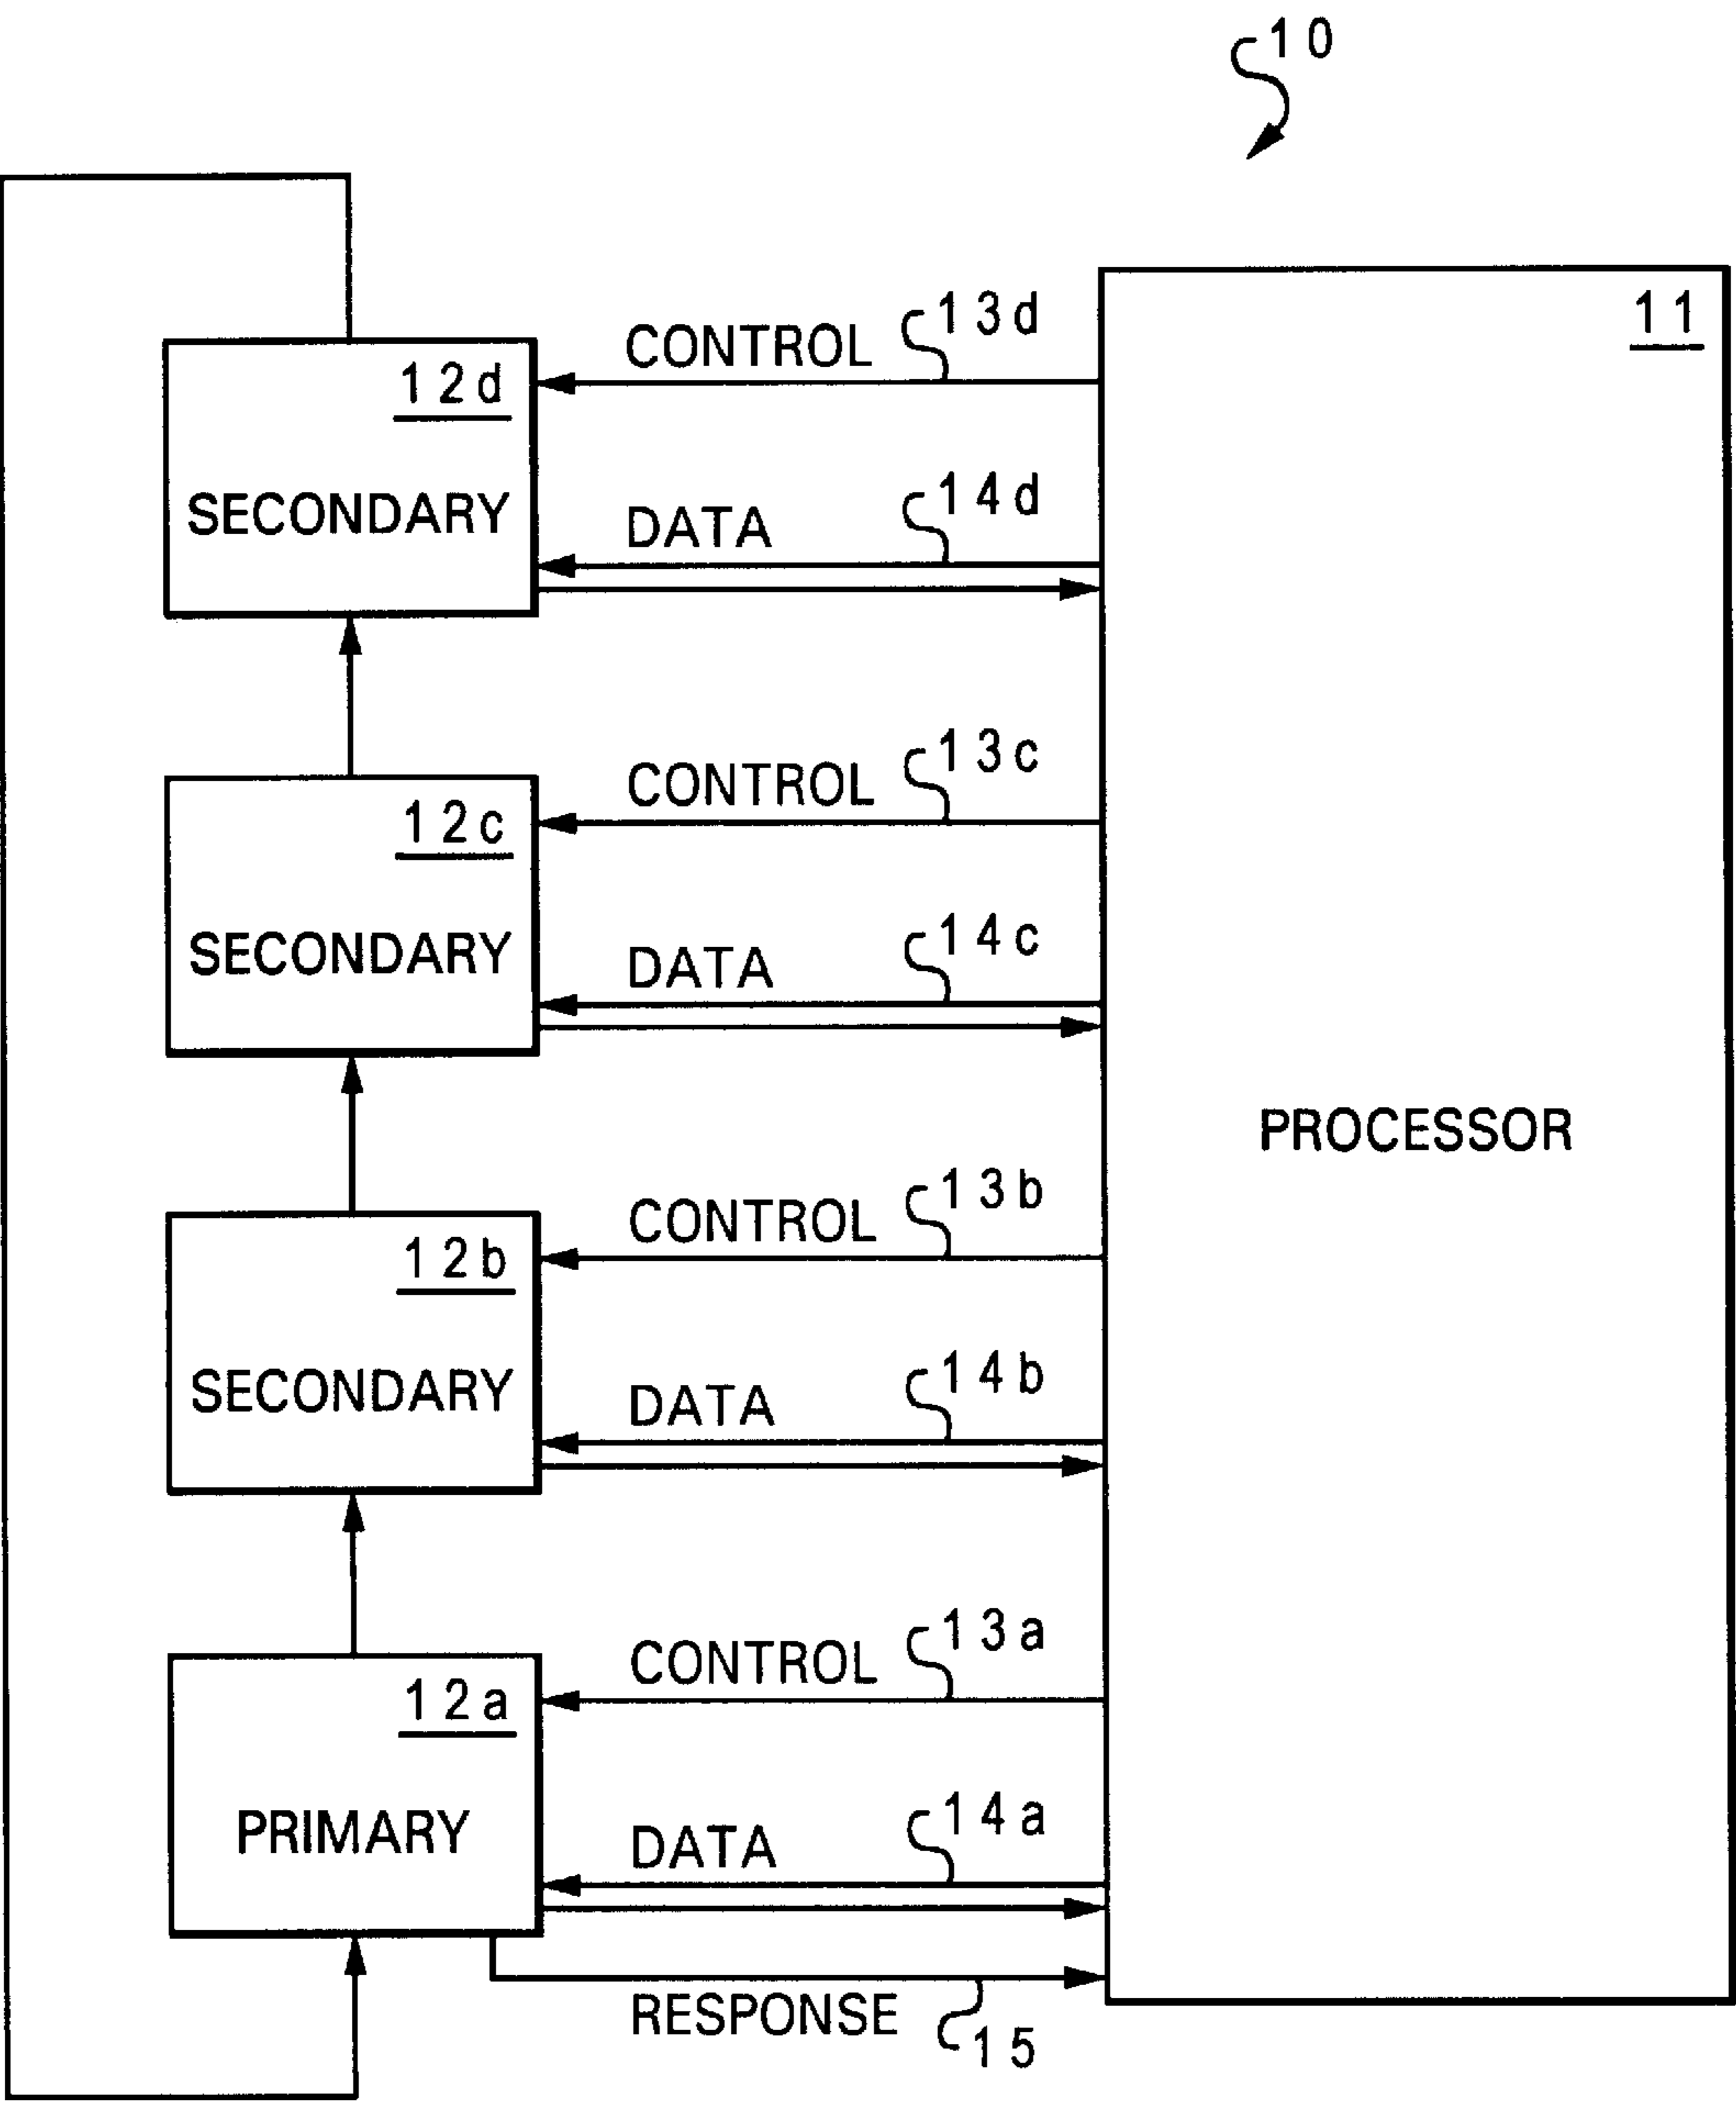 10
11
CONTROL 13d
12d
SECONDARY
DATA 14d
CONTROL 13c
12c
SECONDARY
DATA 14c
PROCESSOR
CONTROL 13b
12b
SECONDARY
DATA 14b
CONTROL 13a
12a
PRIMARY
DATA 14a
RESPONSE 15